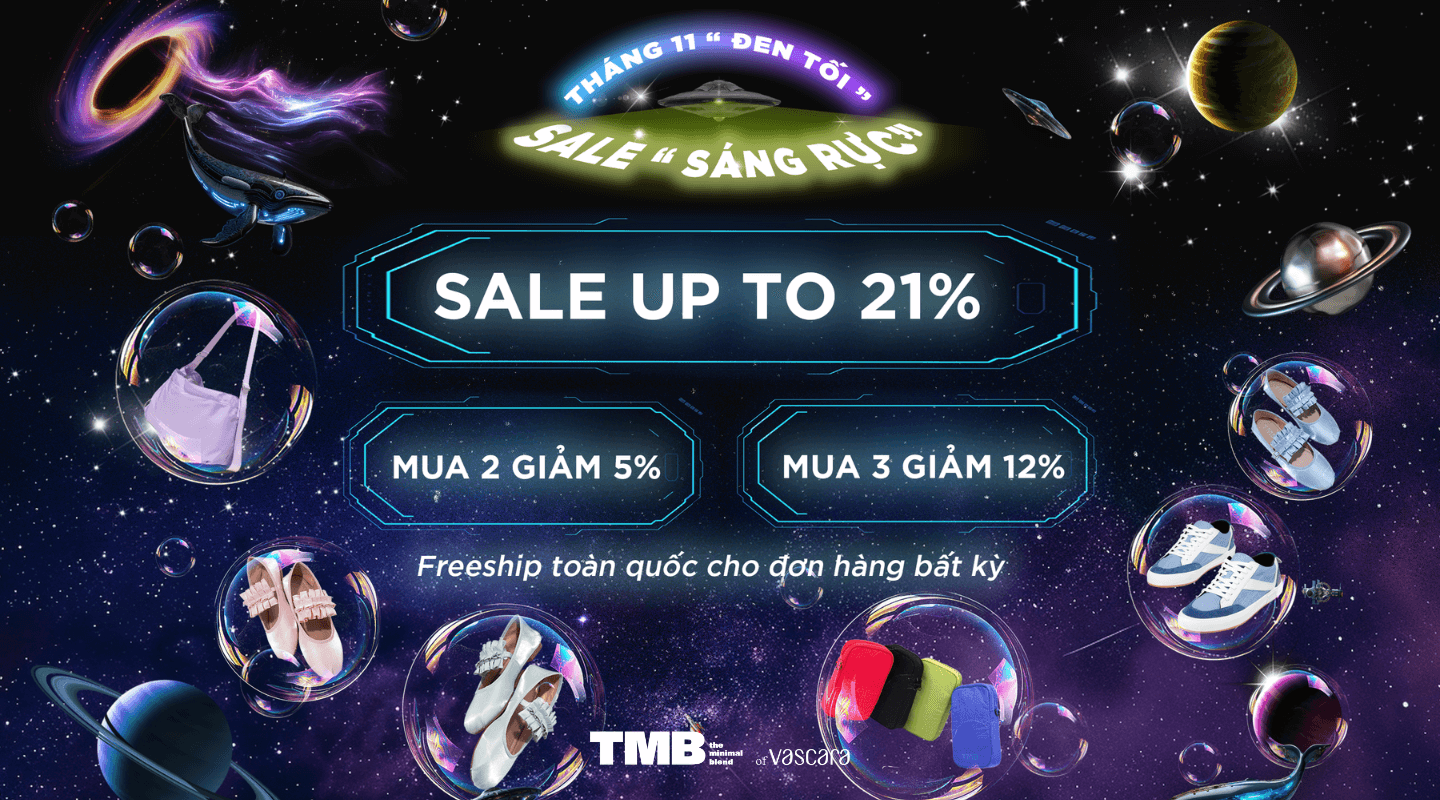 THÁNG 11 “ ĐEN TỐI ”
SALE “ SÁNG RỰC”
SALE UP TO 21%
MUA 2 GIẢM 5%
MUA 3 GIẢM 12%
Freeship toàn quốc cho đơn hàng bất kỳ
TMB
the
minimal
blend
of vascara